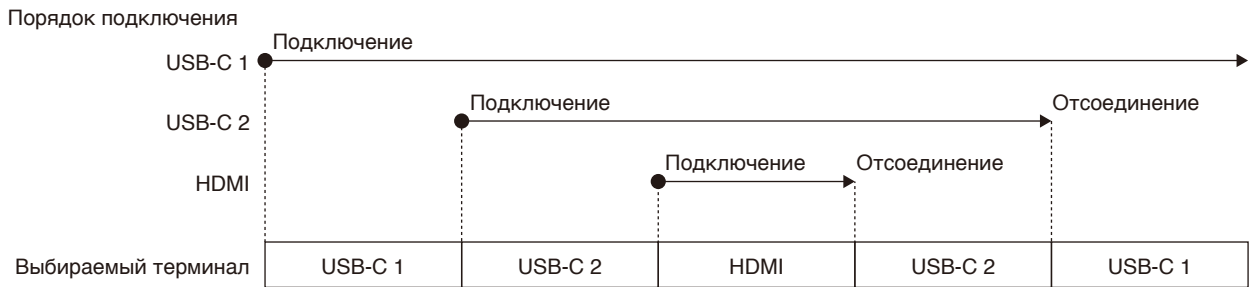 Порядок подключения
Подключение
USB-C 1
Подключение Отсоединение
USB-C 2
Подключение Отсоединение
HDMI
Выбираемый терминал USB-C 1 USB-C 2 HDMI USB-C 2 USB-C 1